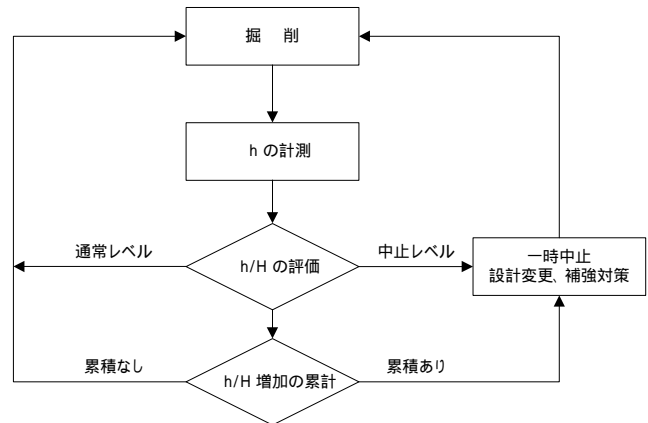 掘 削
h の計測
通常レベル
h/H の評価
中止レベル
一時中止
設計変更、補強対策
累積なし
h/H 増加の累計
累積あり